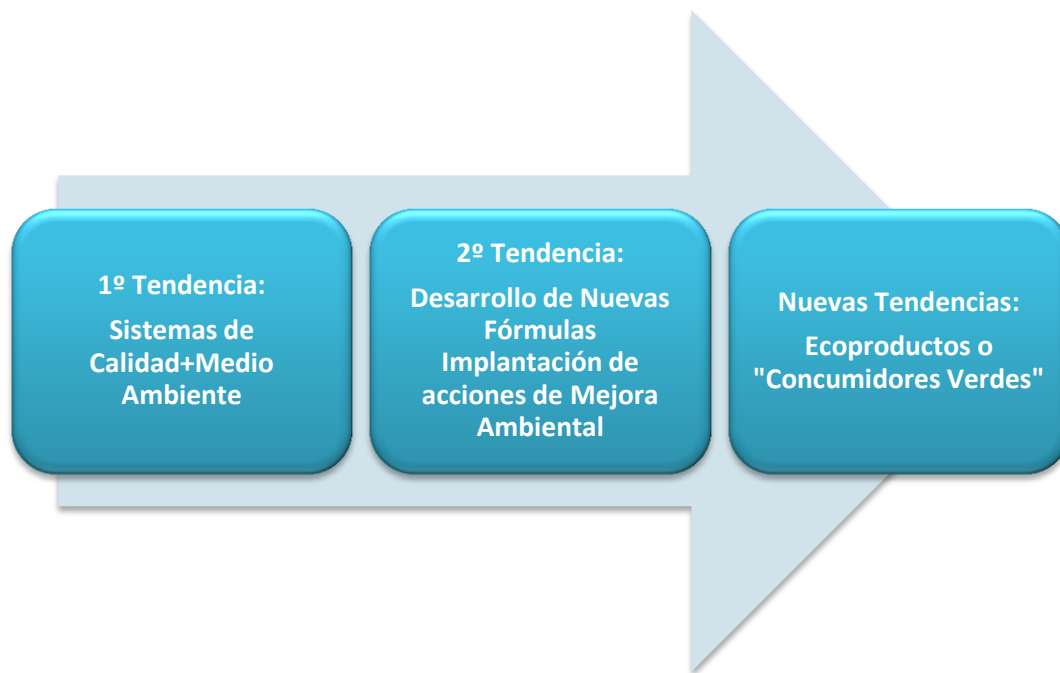 1º Tendencia:
Sistemas de
Calidad+Medio
Ambiente
2º Tendencia:
Desarrollo de Nuevas
Fórmulas
Implantación de
acciones de Mejora
Ambiental
Nuevas Tendencias:
Ecoproductos o
"Concumidores Verdes"